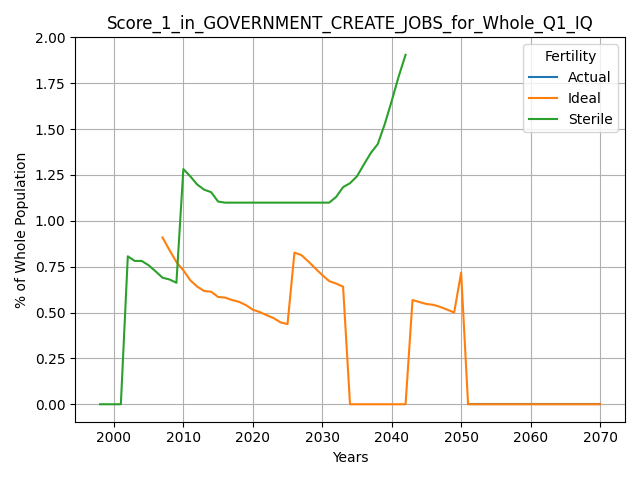 Score_1_in_GOVERNMENT_CREATE_JOBS_for_Whole_Q1_IQ
2.00
1.75
1.50
1.25
1.00
0.75
0.50
0.25
0.00
% of Whole Population
Fertility
Actual
Ideal
Sterile
2000 2010 2020 2030 2040 2050 2060 2070
Years